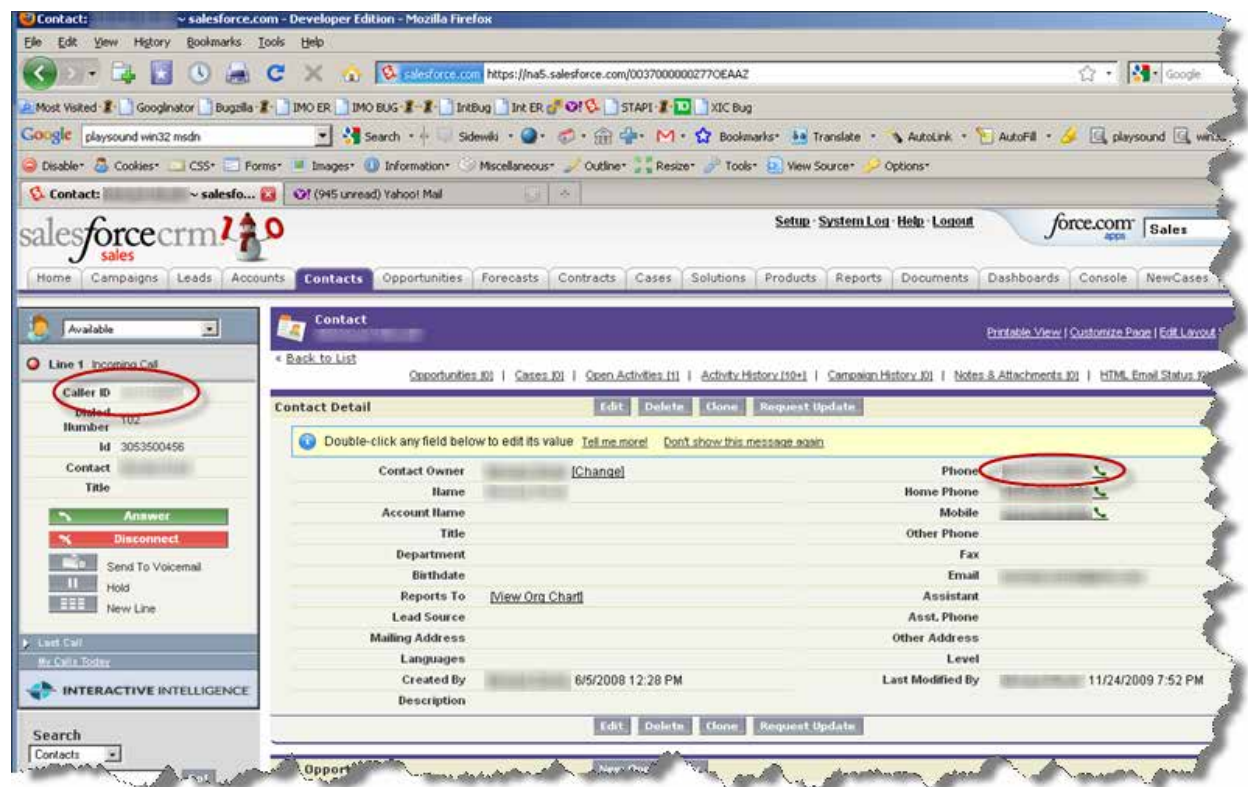 Contact: ~ salesforce.com - Developer Edition - Mozilla Firefox
File Edit View History Bookmarks Tools Help
salesforce.com https://na5.salesforce.com/0037000000277OEAAZ Google
Most Visited Googlinator Bugzilla IMO ER IMO BUG IntBug Int ER STAPI XIC Bug
Google playsound win32 msdn Search Sidewiki Bookmarks Translate AutoLink AutoFill playsound win32
Disable Cookies CSS Forms Images Information Miscellaneous Outline Resize Tools View Source Options
Contact: ~ salesfo... (945 unread) Yahoo! Mail
salesforcecrm 10
sales
Setup · System Log · Help · Logout
force.com
apps
Sales
Home Campaigns Leads Accounts Contacts Opportunities Forecasts Contracts Cases Solutions Products Reports Documents Dashboards Console NewCases
Available
Line 1 Incoming Call
Caller ID
Dialed Number 102
Id 3053500456
Contact
Title
Answer
Disconnect
Send To Voicemail
Hold
New Line
Last Call
My Calls Today
INTERACTIVE INTELLIGENCE
Search
Contacts
Go!
Contact
Printable View | Customize Page | Edit Layout
« Back to List
Opportunities [0] | Cases [0] | Open Activities [1] | Activity History [10+] | Campaign History [0] | Notes & Attachments [0] | HTML Email Status [0]
Contact Detail Edit Delete Clone Request Update
Double-click any field below to edit its value Tell me more! Don't show this message again
Contact Owner [Change] Phone
Name Home Phone
Account Name Mobile
Title Other Phone
Department Fax
Birthdate Email
Reports To [View Org Chart] Assistant
Lead Source Asst. Phone
Mailing Address Other Address
Languages Level
Created By 6/5/2008 12:28 PM Last Modified By 11/24/2009 7:52 PM
Description
Edit Delete Clone Request Update